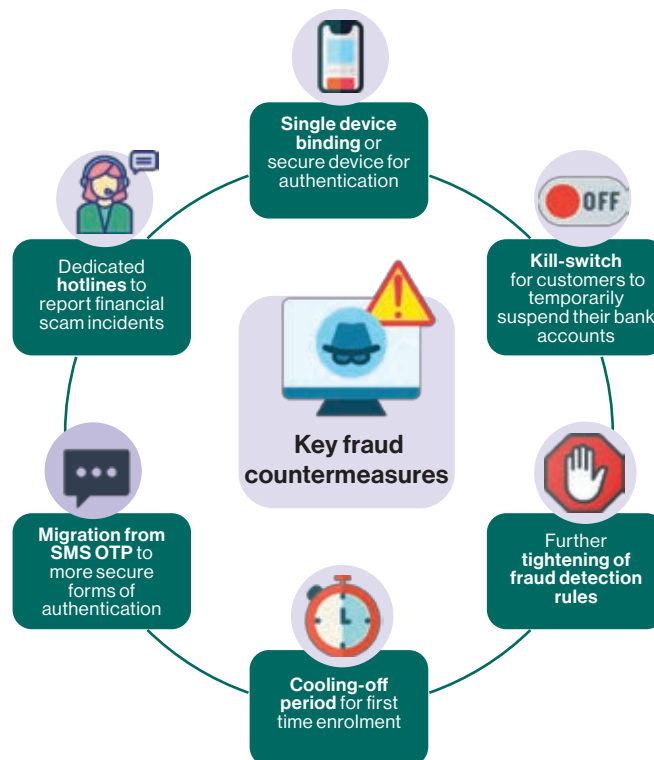 Single device
binding or
secure device for
authentication
OFF
Kill-switch
for customers to
temporarily
suspend their bank
accounts
Dedicated
hotlines to
report financial
scam incidents
Key fraud
countermeasures
Migration from
SMS OTP to
more secure
forms of
authentication
Further
tightening of
fraud detection
rules
Cooling-off
period for first
time enrolment